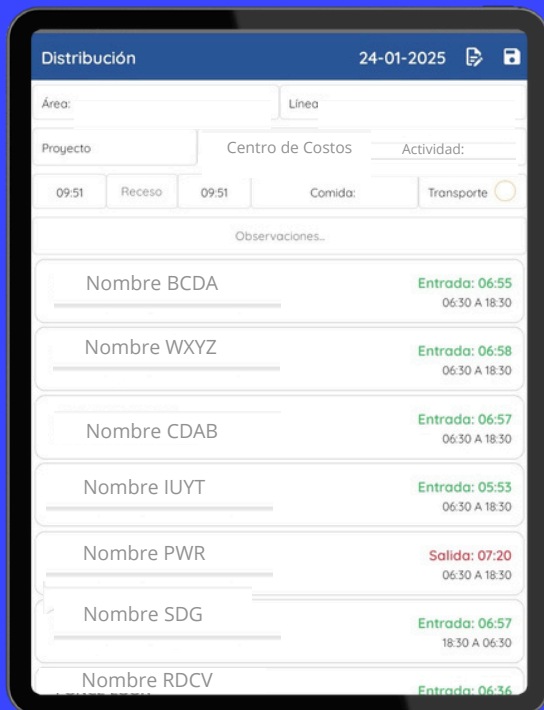 Distribución 24-01-2025
Área: Línea
Proyecto Centro de Costos Actividad:
09:51 Receso 09:51 Comida: Transporte
Observaciones..
Nombre BCDA Entrada: 06:55
06:30 A 18:30
Nombre WXYZ Entrada: 06:58
06:30 A 18:30
Nombre CDAB Entrada: 06:57
06:30 A 18:30
Nombre IUYT Entrada: 05:53
06:30 A 18:30
Nombre PWR Salida: 07:20
06:30 A 18:30
Nombre SDG Entrada: 06:57
18:30 A 06:30
Nombre RDCV Entrada: 06:36